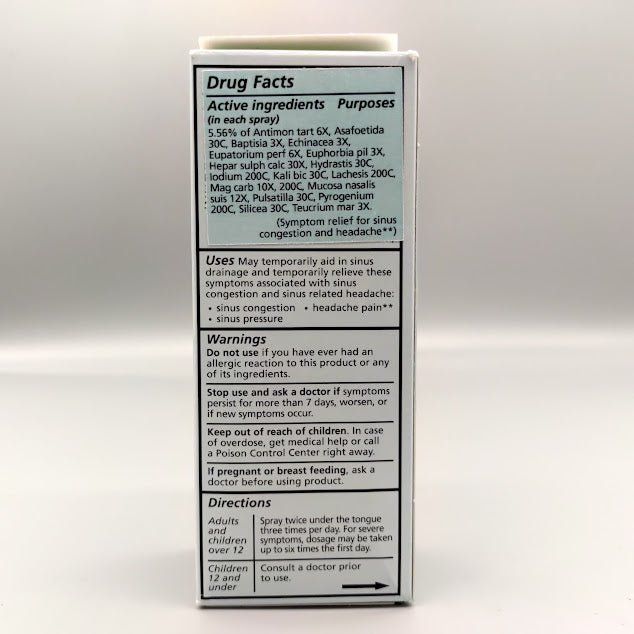 Drug Facts
Active ingredients Purposes
(in each spray)
5.56% of Antimon tart 6X, Asafoetida
30C, Baptisia 3X, Echinacea 3X,
Eupatorium perf 6X, Euphorbia pil 3X,
Hepar sulph calc 30X, Hydrastis 30C,
Iodium 200C, Kali bic 30C, Lachesis 200C,
Mag carb 10X, 200C, Mucosa nasalis
suis 12X, Pulsatilla 30C, Pyrogenium
200C, Silicea 30C, Teucrium mar 3X.
(Symptom relief for sinus
congestion and headache**)
Uses May temporarily aid in sinus
drainage and temporarily relieve these
symptoms associated with sinus
congestion and sinus related headache:
• sinus congestion • headache pain**
• sinus pressure
Warnings
Do not use if you have ever had an
allergic reaction to this product or any
of its ingredients.
Stop use and ask a doctor if symptoms
persist for more than 7 days, worsen, or
if new symptoms occur.
Keep out of reach of children. In case
of overdose, get medical help or call
a Poison Control Center right away.
If pregnant or breast feeding, ask a
doctor before using product.
Directions
Adults
and
children
over 12
Spray twice under the tongue
three times per day. For severe
symptoms, dosage may be taken
up to six times the first day.
Children
12 and
under
Consult a doctor prior
to use.